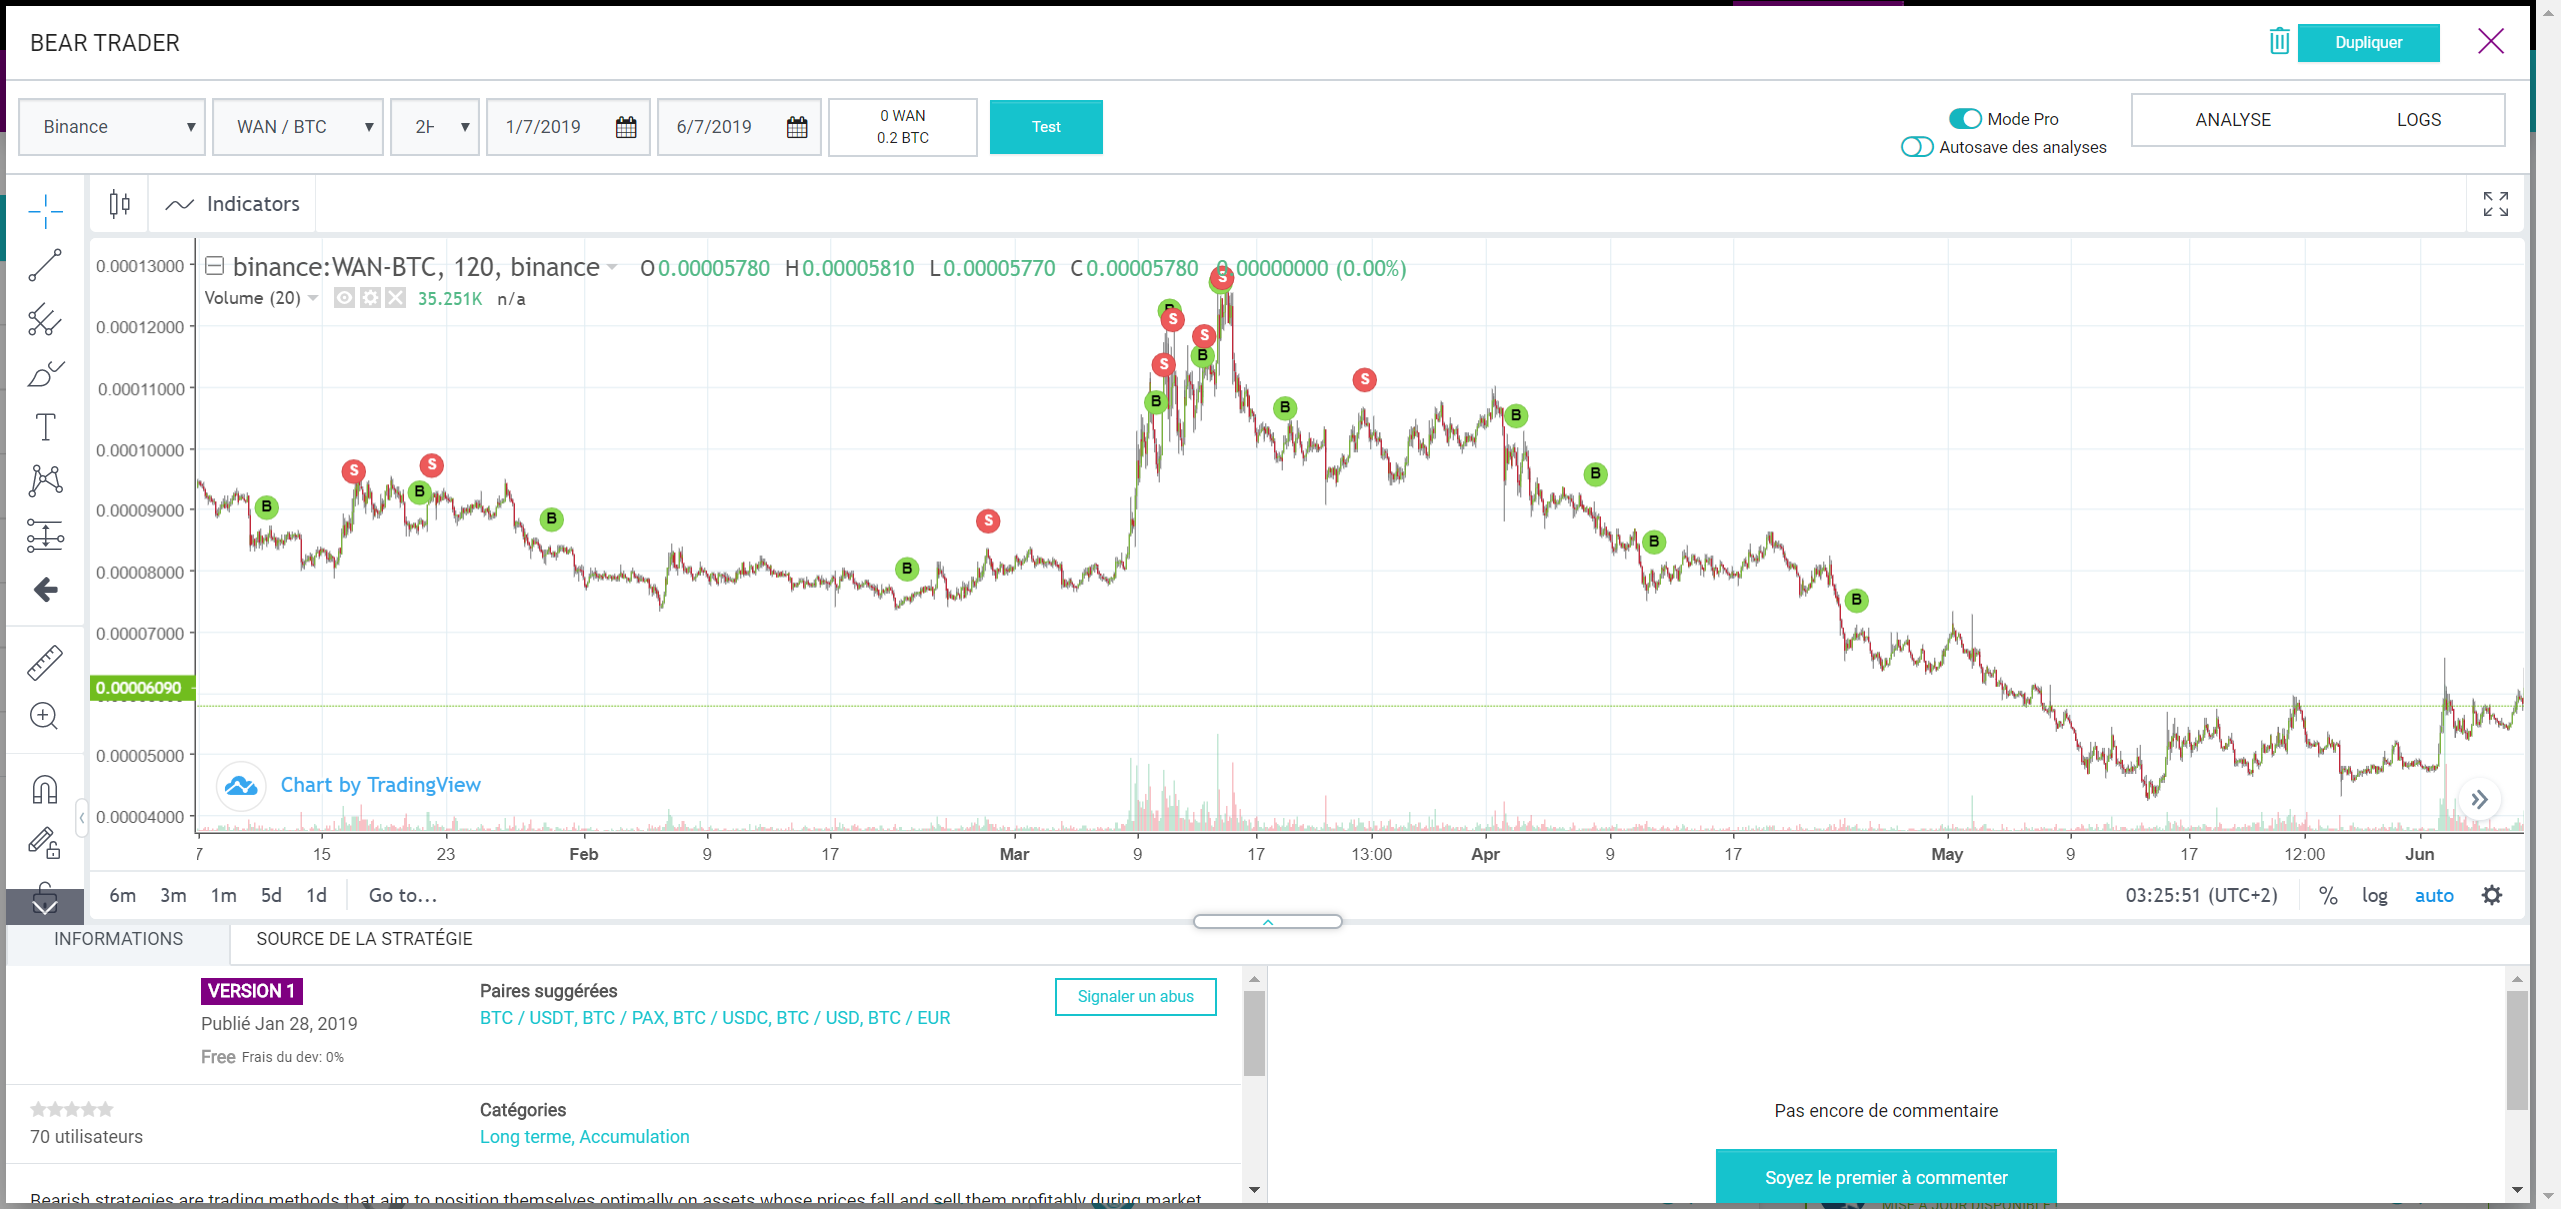 BEAR TRADER
Dupliquer
Binance
WAN / BTC
2H
1/7/2019
6/7/2019
0 WAN
0.2 BTC
Test
Mode Pro
Autosave des analyses
ANALYSE
LOGS
Indicators
binance:WAN-BTC, 120, binance O0.00005780 H0.00005810 L0.00005770 C0.00005780 0.00000000 (0.00%)
Volume (20) 35.251K n/a
0.00013000
0.00012000
0.00011000
0.00010000
0.00009000
0.00008000
0.00007000
0.00006090
0.00005000
0.00004000
B
S
B
S
B
B
S
B
S
S
B
S
S
B
S
B
B
B
B
Chart by TradingView
7 15 23 Feb 9 17 Mar 9 17 13:00 Apr 9 17 May 9 17 12:00 Jun
6m 3m 1m 5d 1d Go to...
03:25:51 (UTC+2) % log auto
INFORMATIONS
SOURCE DE LA STRATÉGIE
VERSION 1
Publié Jan 28, 2019
Free Frais du dev: 0%
Paires suggérées
BTC / USDT, BTC / PAX, BTC / USDC, BTC / USD, BTC / EUR
Signaler un abus
70 utilisateurs
Catégories
Long terme, Accumulation
Bearish strategies are trading methods that aim to position themselves optimally on assets whose prices fall and sell them profitably during market
Pas encore de commentaire
Soyez le premier à commenter
MISE À JOUR DISPONIBLE